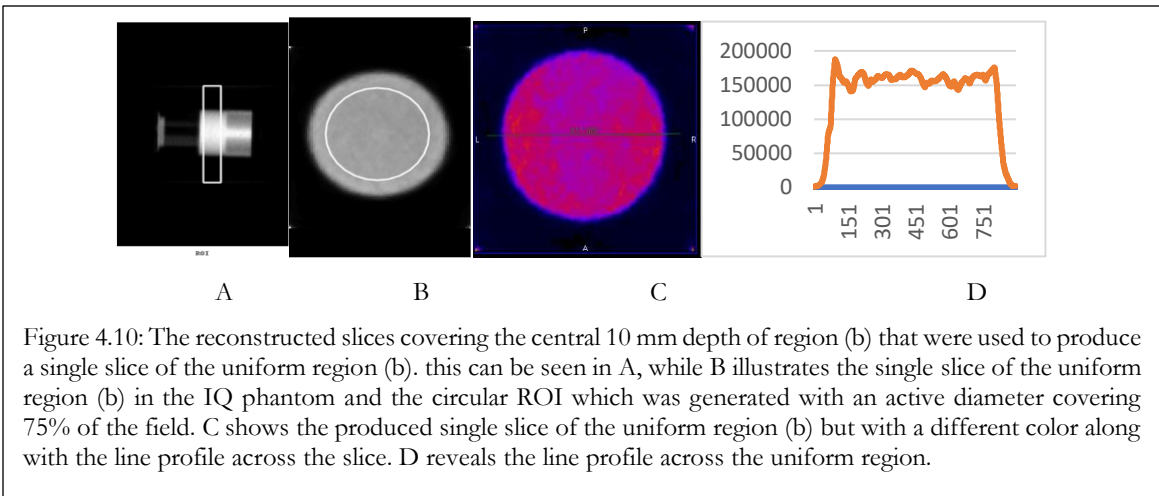 ROI
P
L
R
A
200000
150000
100000
50000
0
1
151
301
451
601
751
A B C D
Figure 4.10: The reconstructed slices covering the central 10 mm depth of region (b) that were used to produce
a single slice of the uniform region (b). this can be seen in A, while B illustrates the single slice of the uniform
region (b) in the IQ phantom and the circular ROI which was generated with an active diameter covering
75% of the field. C shows the produced single slice of the uniform region (b) but with a different color along
with the line profile across the slice. D reveals the line profile across the uniform region.